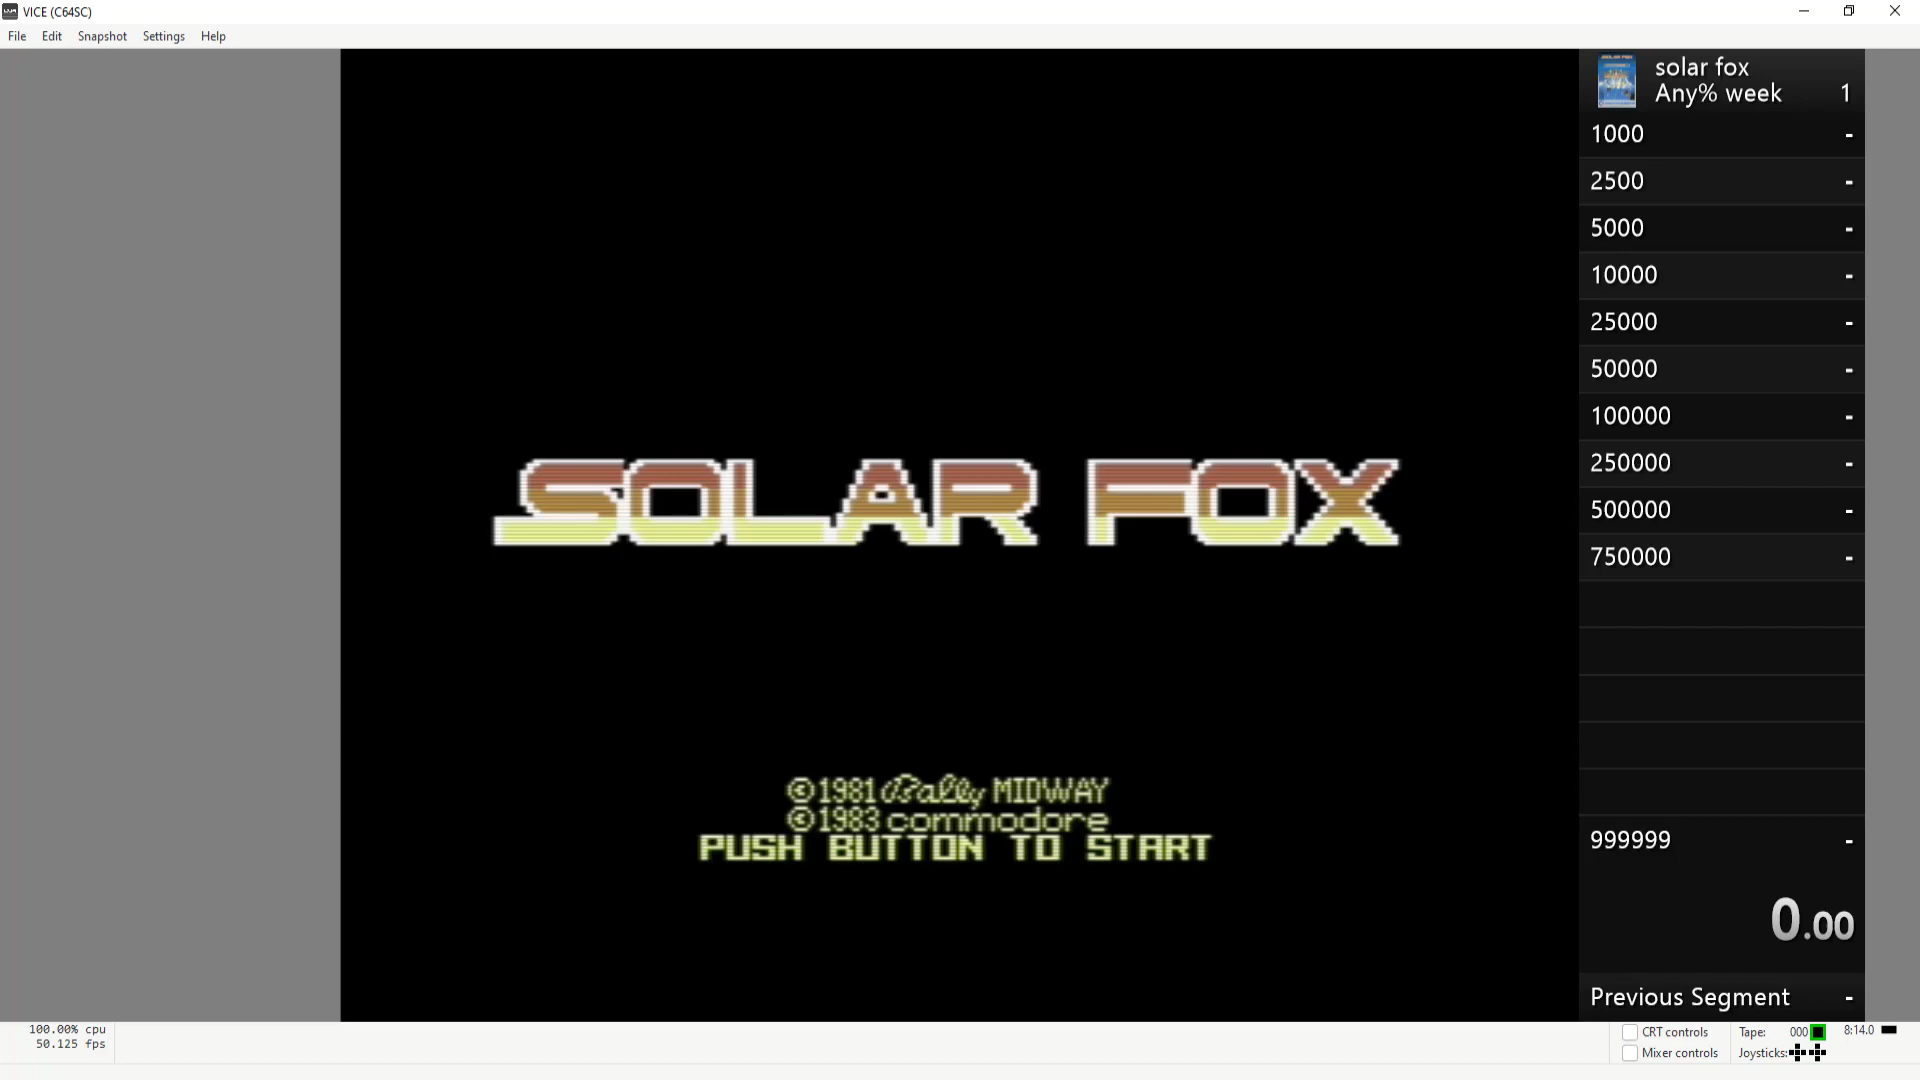 VICE (C64SC)
File Edit Snapshot Settings Help
solar fox
Any% week 1
1000 -
2500 -
5000 -
10000 -
25000 -
50000 -
100000 -
250000 -
500000 -
750000 -
999999 -
0.00
Previous Segment -
SOLAR FOX
©1981 Bally MIDWAY
©1983 commodore
PUSH BUTTON TO START
100.00% cpu
50.125 fps
CRT controls
Mixer controls
Tape: 000
Joysticks:
8:14.0